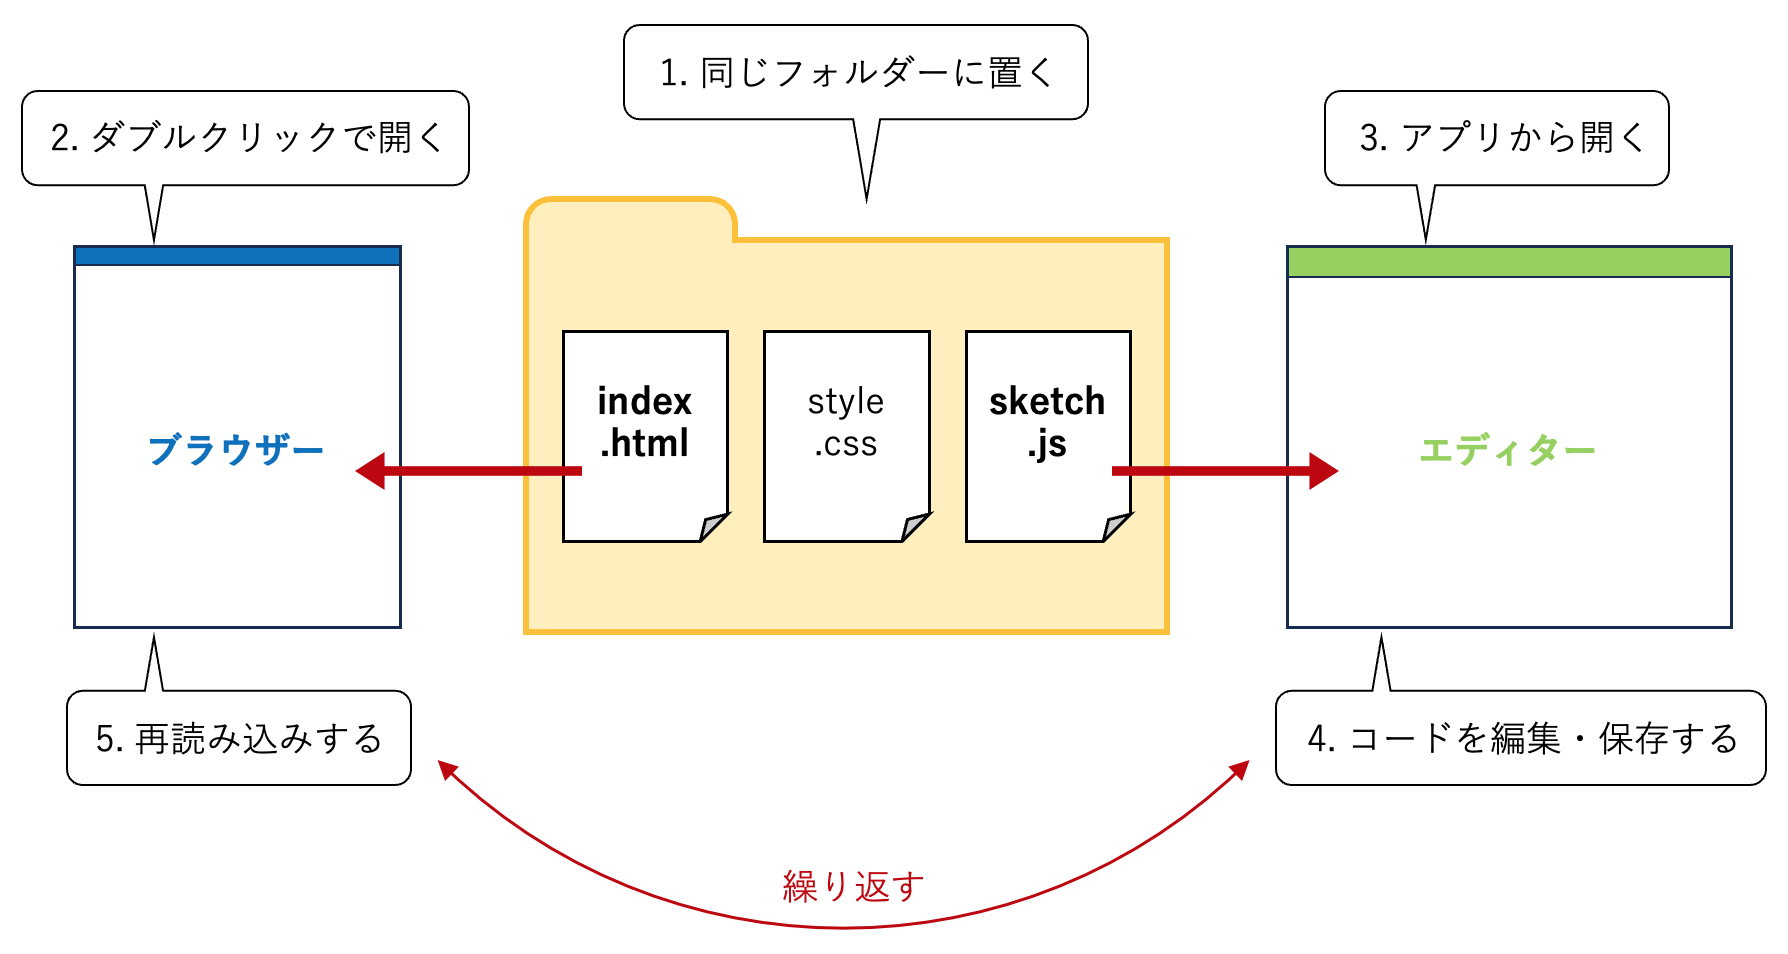 1. 同じフォルダーに置く
2. ダブルクリックで開く
3. アプリから開く
index
.html
style
.css
sketch
.js
ブラウザー
エディター
5. 再読み込みする
4. コードを編集・保存する
繰り返す